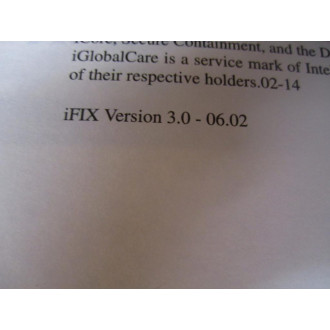 iCore, Secure Containment, and the D
iGlobalCare is a service mark of Inte
of their respective holders.02-14
iFIX Version 3.0 - 06.02